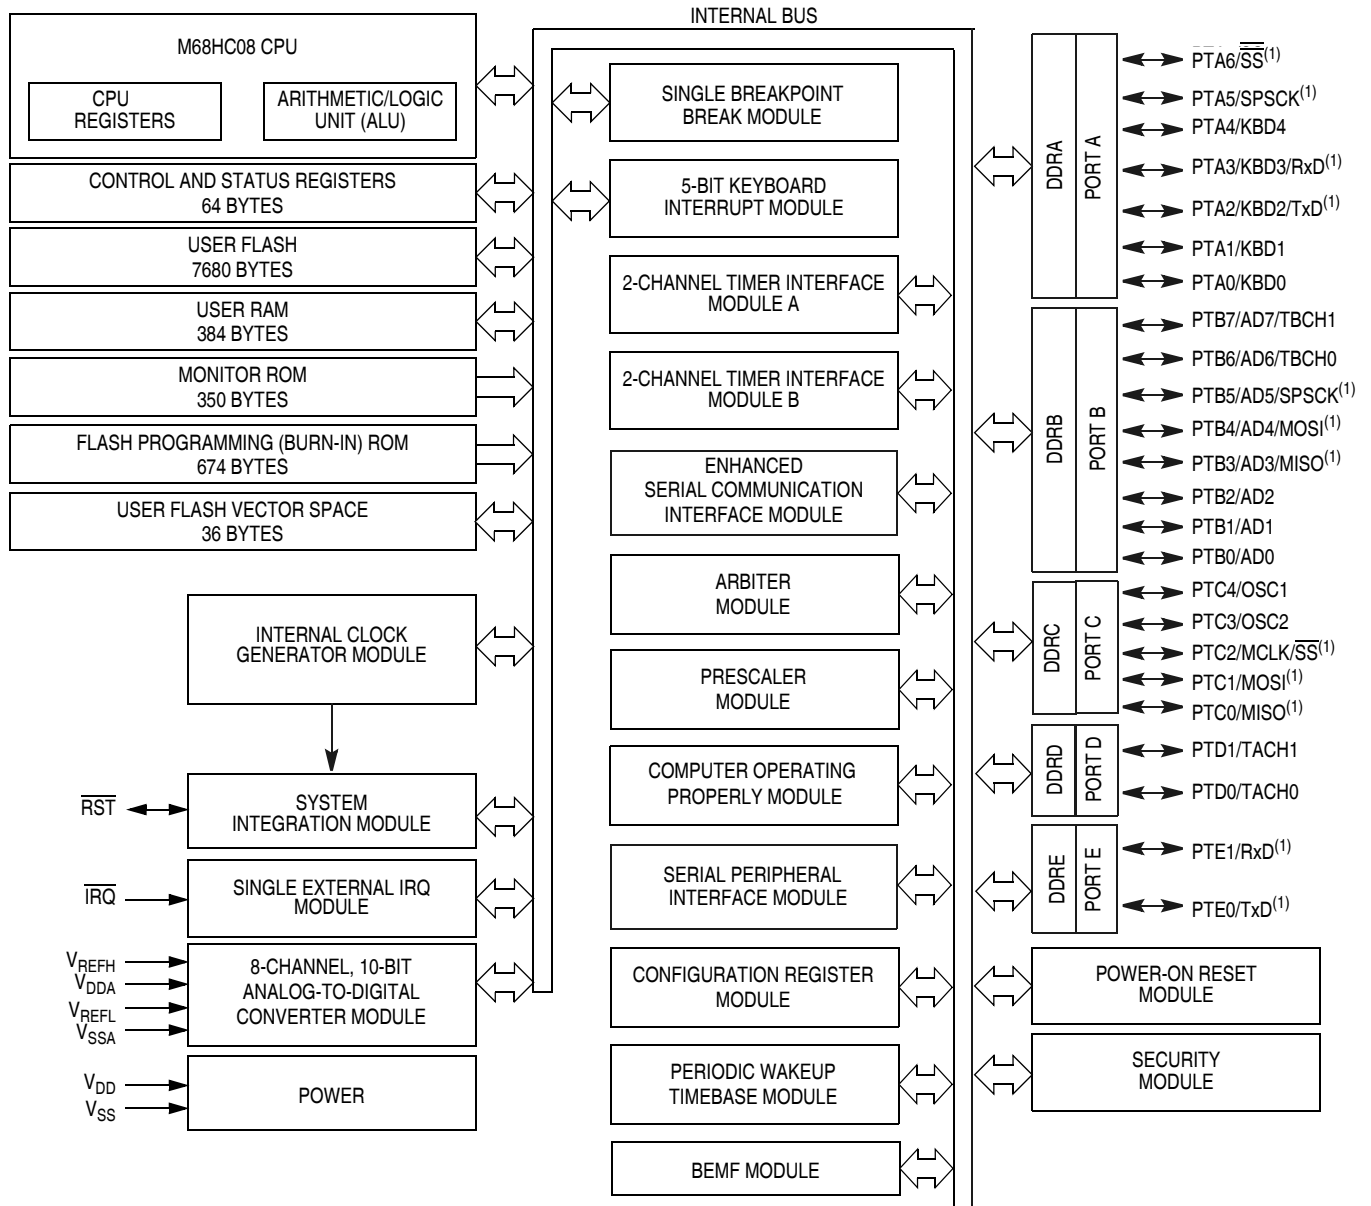 INTERNAL BUS
M68HC08 CPU
CPU
REGISTERS
ARITHMETIC/LOGIC
UNIT (ALU)
CONTROL AND STATUS REGISTERS
64 BYTES
USER FLASH
7680 BYTES
USER RAM
384 BYTES
MONITOR ROM
350 BYTES
FLASH PROGRAMMING (BURN-IN) ROM
674 BYTES
USER FLASH VECTOR SPACE
36 BYTES
INTERNAL CLOCK
GENERATOR MODULE
RST
SYSTEM
INTEGRATION MODULE
IRQ
SINGLE EXTERNAL IRQ
MODULE
VREFH
VDDA
VREFL
VSSA
8-CHANNEL, 10-BIT
ANALOG-TO-DIGITAL
CONVERTER MODULE
VDD
VSS
POWER
SINGLE BREAKPOINT
BREAK MODULE
5-BIT KEYBOARD
INTERRUPT MODULE
2-CHANNEL TIMER INTERFACE
MODULE A
2-CHANNEL TIMER INTERFACE
MODULE B
ENHANCED
SERIAL COMMUNICATION
INTERFACE MODULE
ARBITER
MODULE
PRESCALER
MODULE
COMPUTER OPERATING
PROPERLY MODULE
SERIAL PERIPHERAL
INTERFACE MODULE
CONFIGURATION REGISTER
MODULE
PERIODIC WAKEUP
TIMEBASE MODULE
BEMF MODULE
DDRA
PORT A
PTA6/SS(1)
PTA5/SPSCK(1)
PTA4/KBD4
PTA3/KBD3/RxD(1)
PTA2/KBD2/TxD(1)
PTA1/KBD1
PTA0/KBD0
DDRB
PORT B
PTB7/AD7/TBCH1
PTB6/AD6/TBCH0
PTB5/AD5/SPSCK(1)
PTB4/AD4/MOSI(1)
PTB3/AD3/MISO(1)
PTB2/AD2
PTB1/AD1
PTB0/AD0
DDRC
PORT C
PTC4/OSC1
PTC3/OSC2
PTC2/MCLK/SS(1)
PTC1/MOSI(1)
PTC0/MISO(1)
DDRD
PORT D
PTD1/TACH1
PTD0/TACH0
DDRE
PORT E
PTE1/RxD(1)
PTE0/TxD(1)
POWER-ON RESET
MODULE
SECURITY
MODULE